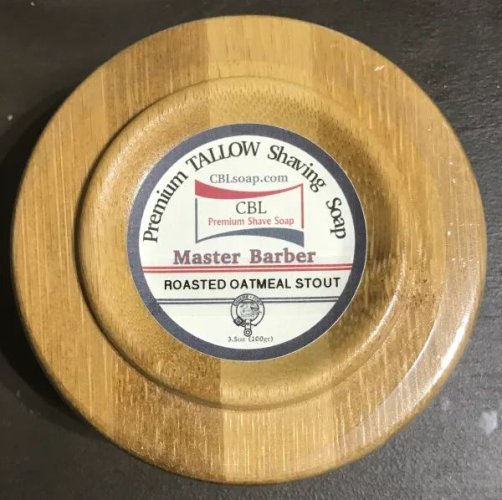 Premium TALLOW Shaving Soap
CBLsoap.com
CBL
Premium Shave Soap
Master Barber
ROASTED OATMEAL STOUT
3.5oz (100gr)